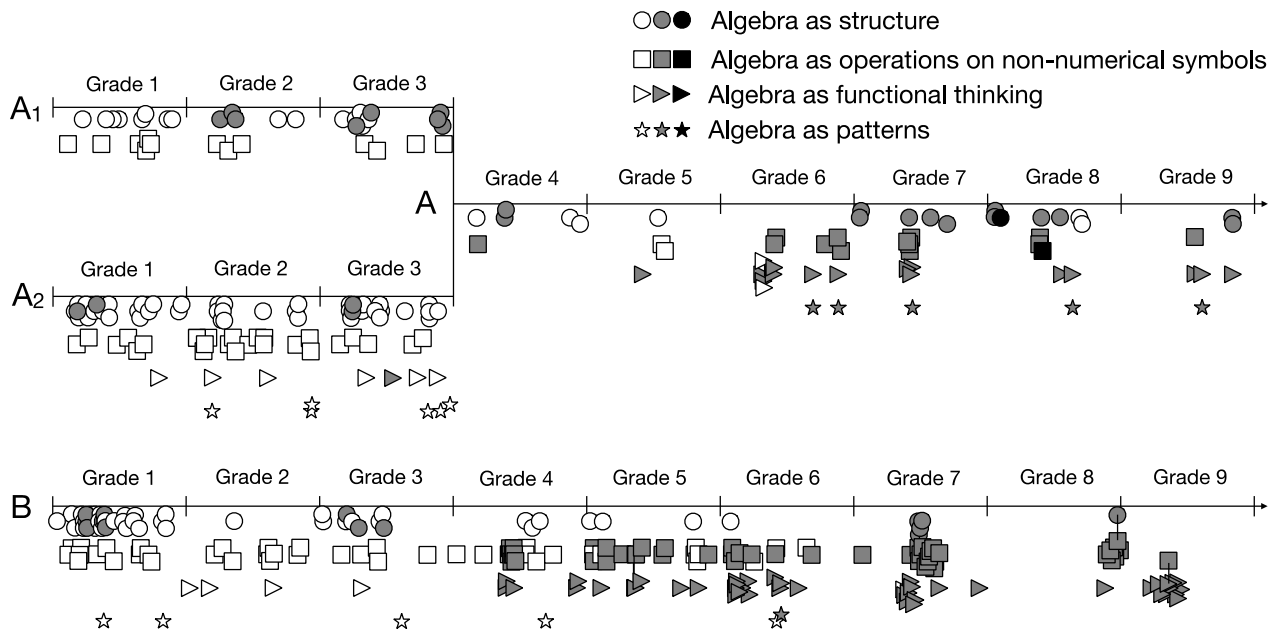 Algebra as structure
Algebra as operations on non-numerical symbols
Algebra as functional thinking
Algebra as patterns
Grade 1 Grade 2 Grade 3
A1
Grade 4 Grade 5 Grade 6 Grade 7 Grade 8 Grade 9
A
Grade 1 Grade 2 Grade 3
A2
Grade 1 Grade 2 Grade 3 Grade 4 Grade 5 Grade 6 Grade 7 Grade 8 Grade 9
B